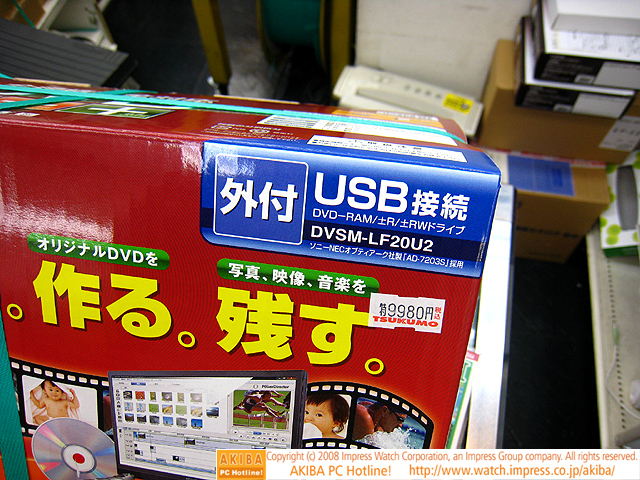 外付
USB接続
DVD-RAM/±R/±RWドライブ
DVSM-LF20U2
ソニーNECオプティアーク社製「AD-7203S」採用
オリジナルDVDを
作る。
写真、映像、音楽を
残す。
9980円
税込
TSUKUMO
AKIBA
PC Hotline!
Copyright (c) 2008 Impress Watch Corporation, an Impress Group company. All rights reserved.
AKIBA PC Hotline! http://www.watch.impress.co.jp/akiba/